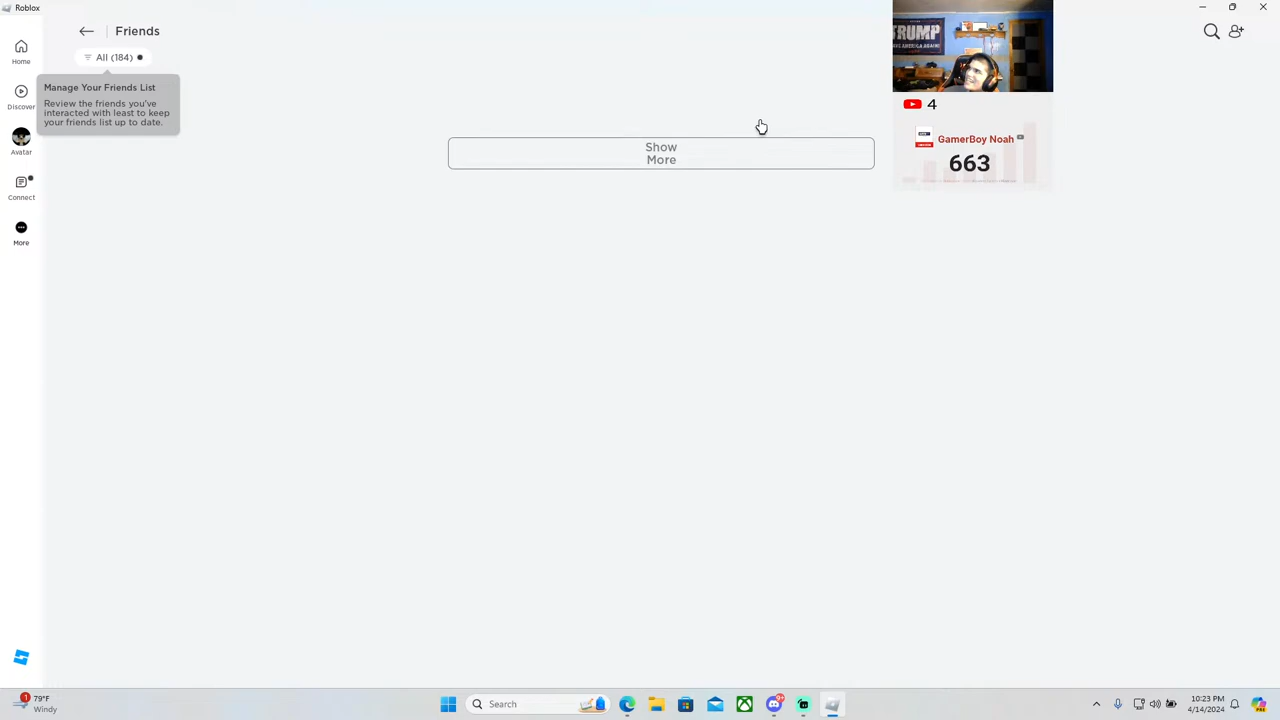 Roblox
Friends
Home
All (184)
Manage Your Friends List
Review the friends you've
interacted with least to keep
your friends list up to date.
Discover
Avatar
Connect
More
Show
More
TRUMP
4
GamerBoy Noah
663
1
79°F
Windy
Search
9+
10:23 PM
4/14/2024